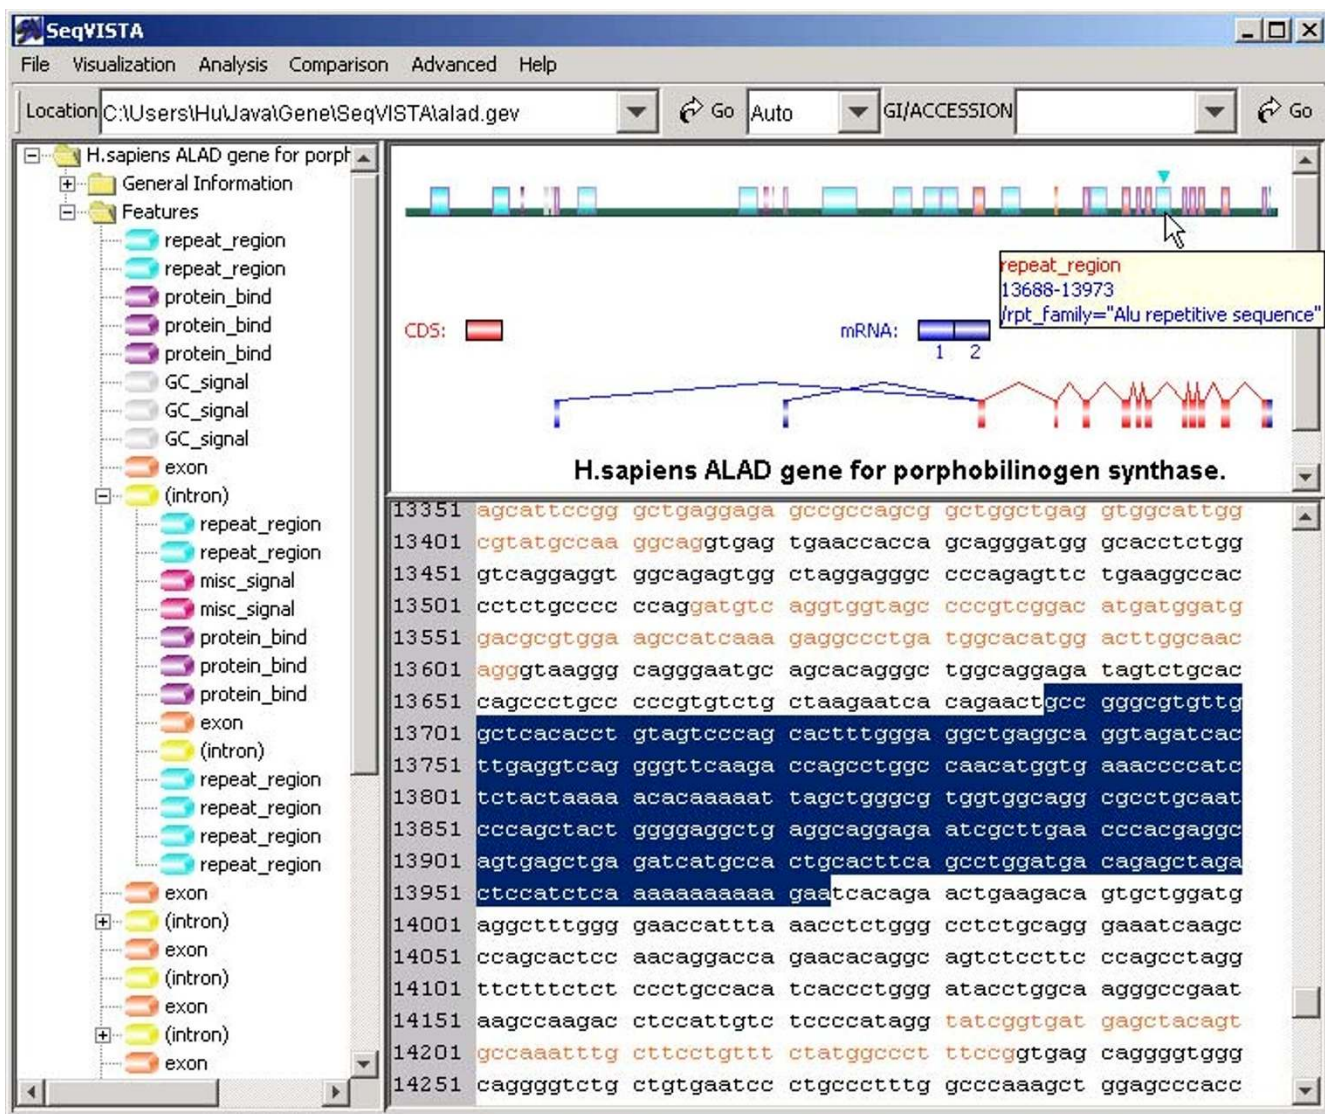 SeqVISTA
File Visualization Analysis Comparison Advanced Help
Location C:\Users\Hu\Java\Gene\SeqVISTA\alad.gev Go Auto GI/ACCESSION Go
H.sapiens ALAD gene for porph
General Information
Features
repeat_region
repeat_region
protein_bind
protein_bind
protein_bind
GC_signal
GC_signal
GC_signal
exon
(intron)
repeat_region
repeat_region
misc_signal
misc_signal
protein_bind
protein_bind
protein_bind
exon
(intron)
repeat_region
repeat_region
repeat_region
repeat_region
exon
(intron)
exon
(intron)
exon
(intron)
exon
repeat_region
13688-13973
/rpt_family="Alu repetitive sequence"
CDS: mRNA:
1 2
H.sapiens ALAD gene for porphobilinogen synthase.
13351 agcattccgg gctgaggaga gccgccagcg gctggctgag gtggcattgg
13401 cgtatgccaa ggcaggtgag tgaaccacca gcagggatgg gcacctctgg
13451 gtcaggaggt ggcagagtgg ctaggagggc cccagagttc tgaaggccac
13501 cctctgcccc ccaggatgtc aggtggtagc cccgtcggac atgatggatg
13551 gacgcgtgga agccatcaaa gaggccctga tggcacatgg acttggcaac
13601 agggtaaggg cagggaatgc agcacagggc tggcaggaga tagtctgcac
13651 cagccctgcc cccgtgtctg ctaagaatca cagaactgcc gggcgtgttg
13701 gctcacacct gtagtcccag cactttggga ggctgaggca ggtagatcac
13751 ttgaggtcag gggttcaaga ccagcctggc caacatggtg aaaccccatc
13801 tctactaaaa acacaaaaat tagctgggcg tggtggcagg cgcctgcaat
13851 cccagctact ggggaggctg aggcaggaga atcgcttgaa cccacgaggc
13901 agtgagctga gatcatgcca ctgcacttca gcctggatga cagagctaga
13951 ctccatctca aaaaaaaaaa gaatcacaga actgaagaca gtgctggatg
14001 aggctttggg gaaccattta aacctctggg cctctgcagg gaaatcaagc
14051 ccagcactcc aacaggacca gaacacaggc agtctccttc ccagcctagg
14101 ttctttctct ccctgccaca tcaccctggg atacctggca agggccgaat
14151 aagccaagac ctccattgtc tccccatagg tatcggtgat gagctacagt
14201 gccaaatttg cttcctgttt ctatggccct ttccggtgag caggggtggg
14251 caggggtctg ctgtgaatcc ctgccctttg gcccaaagct ggagcccacc